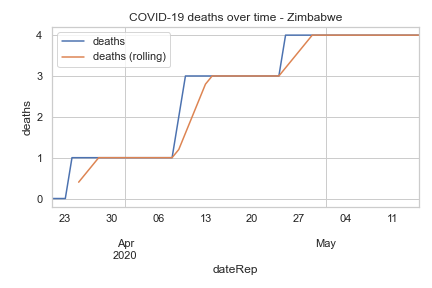 COVID-19 deaths over time - Zimbabwe
deaths
deaths (rolling)
deaths
4
3
2
1
0
23 30 06 13 20 27 04 11
Apr May
2020
dateRep